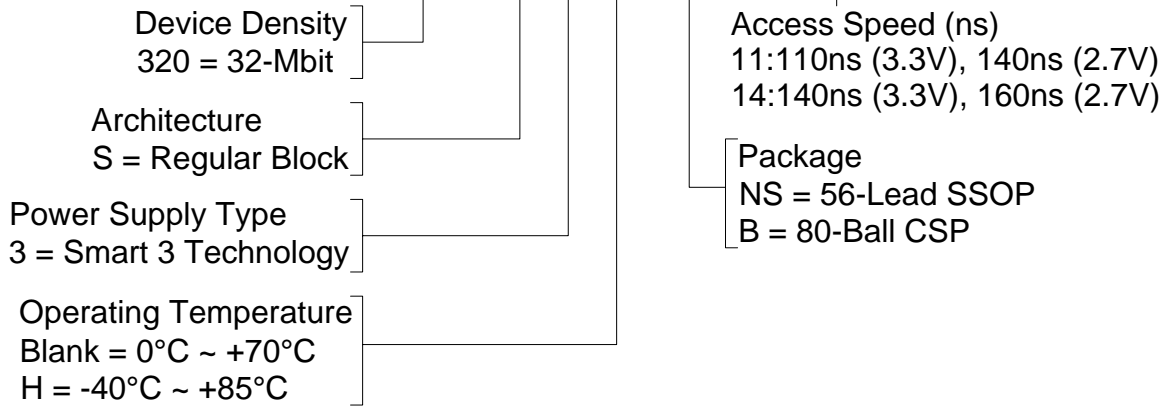 Device Density
320 = 32-Mbit
Architecture
S = Regular Block
Power Supply Type
3 = Smart 3 Technology
Operating Temperature
Blank = 0°C ~ +70°C
H = -40°C ~ +85°C
Access Speed (ns)
11:110ns (3.3V), 140ns (2.7V)
14:140ns (3.3V), 160ns (2.7V)
Package
NS = 56-Lead SSOP
B = 80-Ball CSP